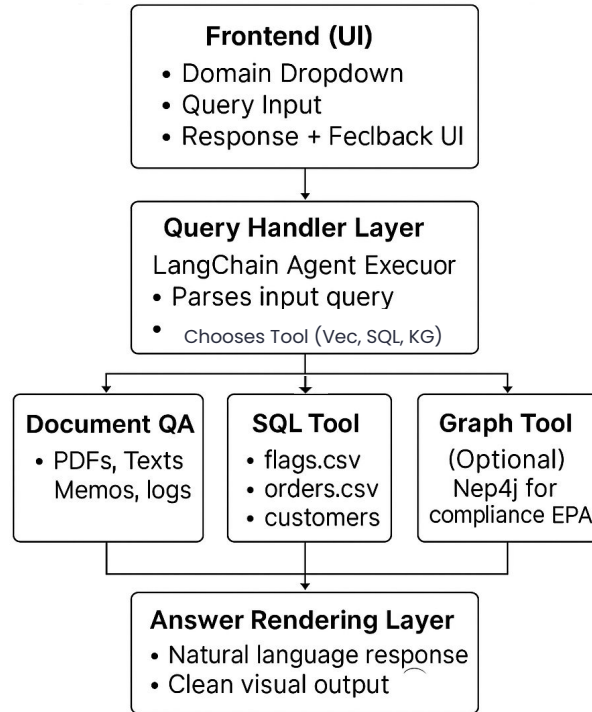 Frontend (UI)
• Domain Dropdown
• Query Input
• Response + Feclback UI
Query Handler Layer
LangChain Agent Execuor
• Parses input query
• Chooses Tool (Vec, SQL, KG)
Document QA
• PDFs, Texts
Memos, logs
SQL Tool
• flags.csv
• orders.csv
• customers
Graph Tool
(Optional)
Nep4j for
compliance EPA
Answer Rendering Layer
• Natural language response
• Clean visual output